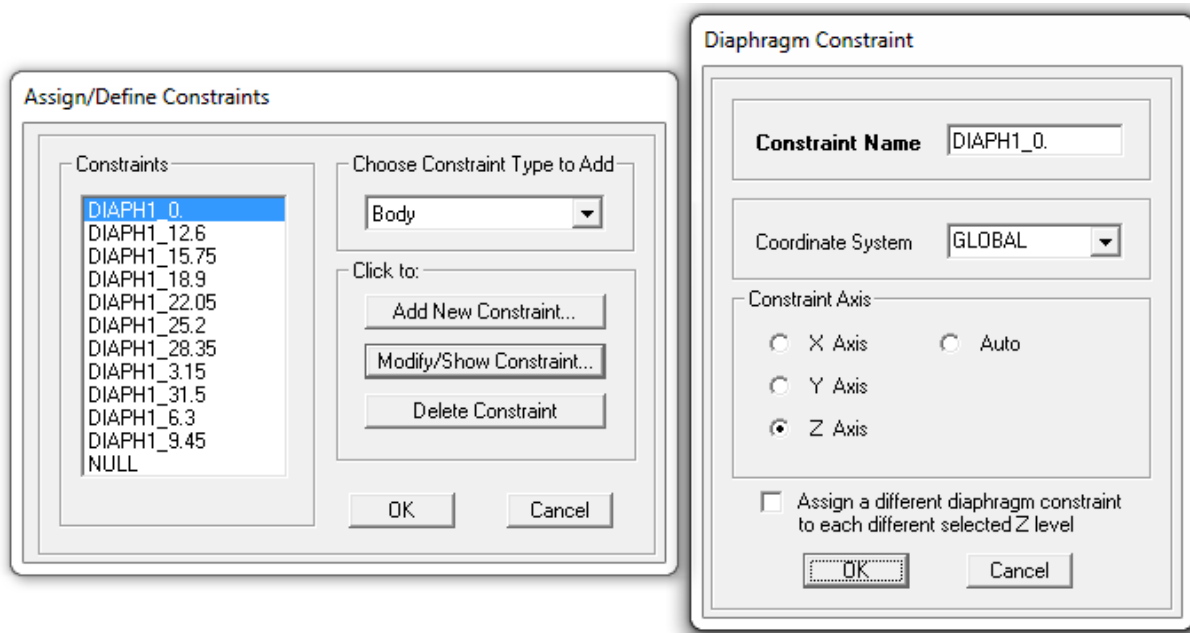 Assign/Define Constraints
Constraints
DIAPH1_0.
DIAPH1_12.6
DIAPH1_15.75
DIAPH1_18.9
DIAPH1_22.05
DIAPH1_25.2
DIAPH1_28.35
DIAPH1_3.15
DIAPH1_31.5
DIAPH1_6.3
DIAPH1_9.45
NULL
Choose Constraint Type to Add
Body
Click to:
Add New Constraint...
Modify/Show Constraint...
Delete Constraint
OK
Cancel
Diaphragm Constraint
Constraint Name
DIAPH1_0.
Coordinate System
GLOBAL
Constraint Axis
X Axis
Auto
Y Axis
Z Axis
Assign a different diaphragm constraint
to each different selected Z level
OK
Cancel